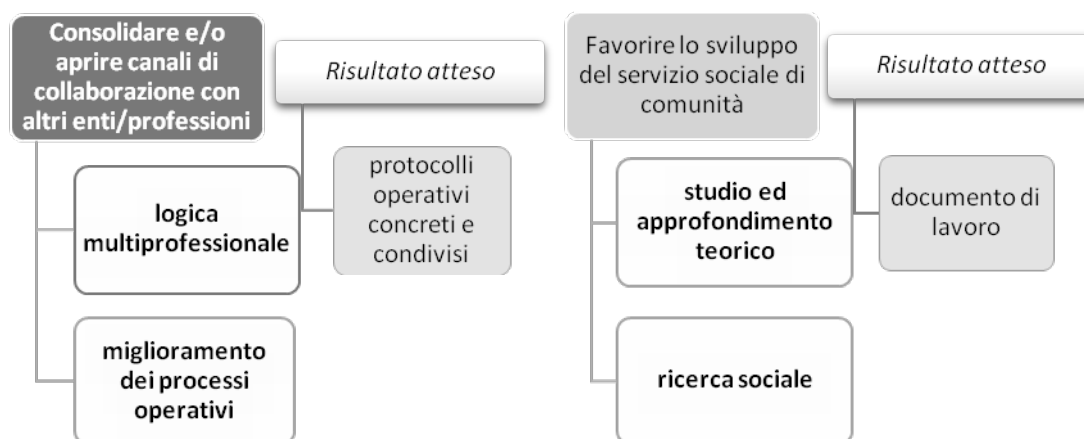 Consolidare e/o
aprire canali di
collaborazione con
altri enti/professioni
Risultato atteso
logica
multiprofessionale
protocolli
operativi
concreti e
condivisi
miglioramento
dei processi
operativi
Favorire lo sviluppo
del servizio sociale di
comunità
Risultato atteso
studio ed
approfondimento
teorico
documento di
lavoro
ricerca sociale